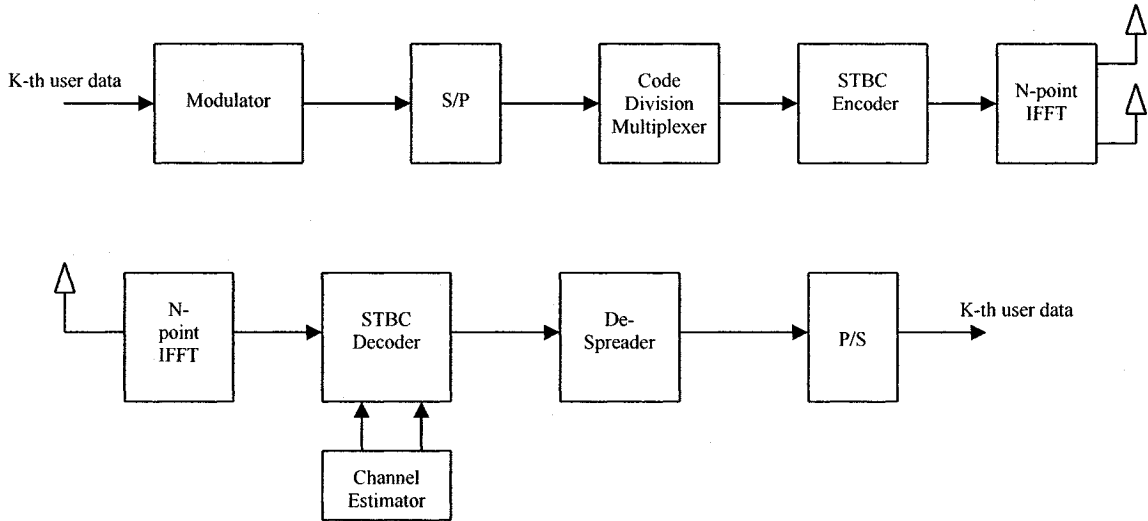 K-th user data
Modulator
S/P
Code
Division
Multiplexer
STBC
Encoder
N-point
IFFT
N-
point
IFFT
STBC
Decoder
De-
Spreader
P/S
K-th user data
Channel
Estimator